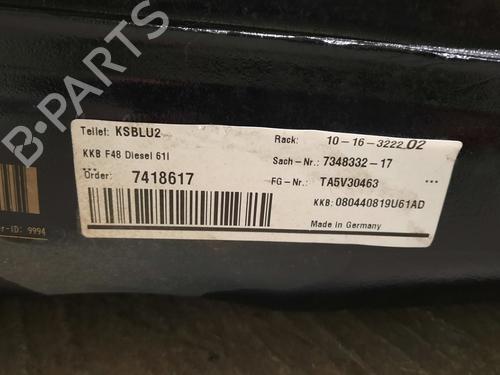 B-PARTS
Teilef: KSBLU2
Rack: 10-16-3222 02
KKB F48 Diesel 61l
Sach-Nr.: 7348332-17
...
Order: 7418617
FG-Nr.: TA5V30463 ...
KKB: 080440819U61AD
Made in Germany
r-ID: 9994